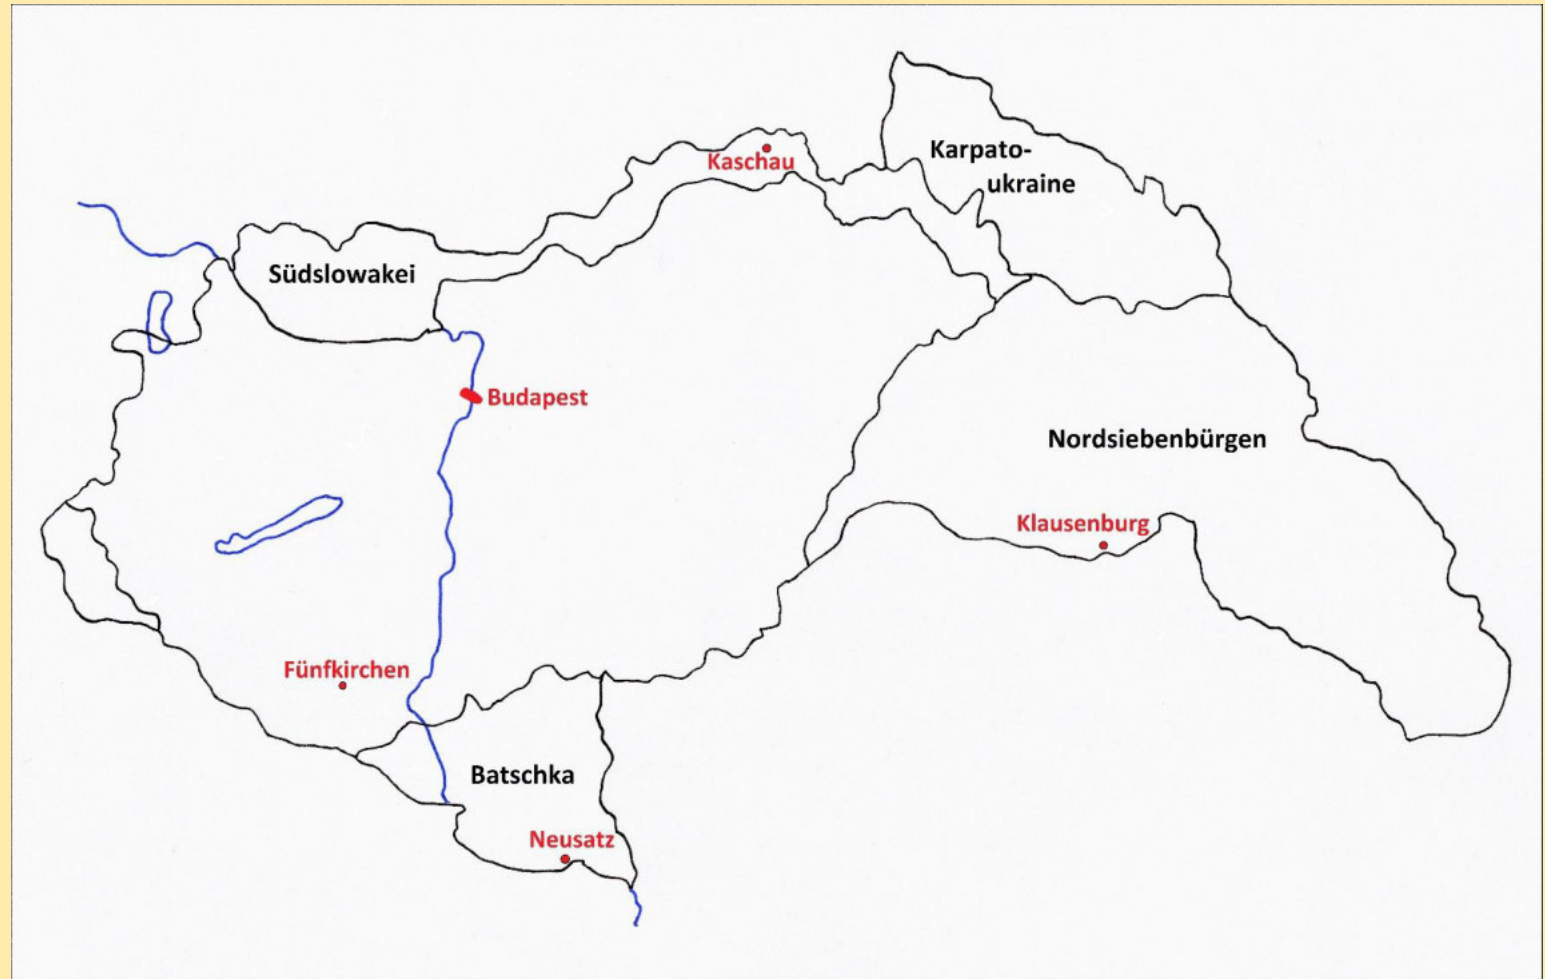 Kaschau
Karpato-
ukraine
Südslowakei
Budapest
Nordsiebenbürgen
Klausenburg
Fünfkirchen
Batschka
Neusatz